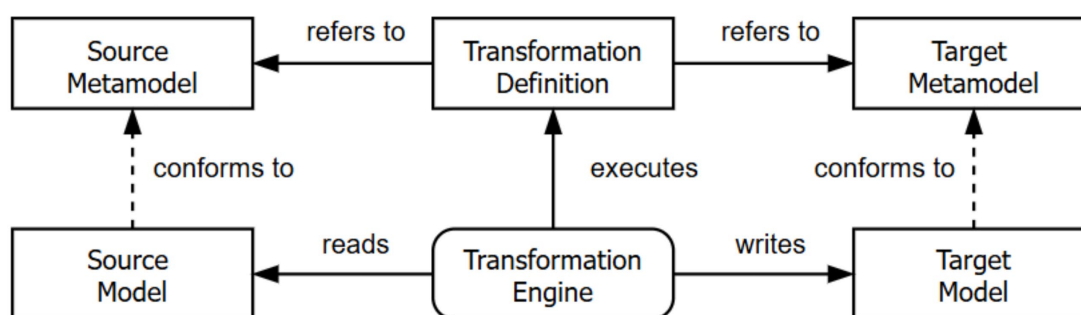 refers to
refers to
Source
Metamodel
Transformation
Definition
Target
Metamodel
conforms to
executes
conforms to
reads
writes
Source
Model
Transformation
Engine
Target
Model